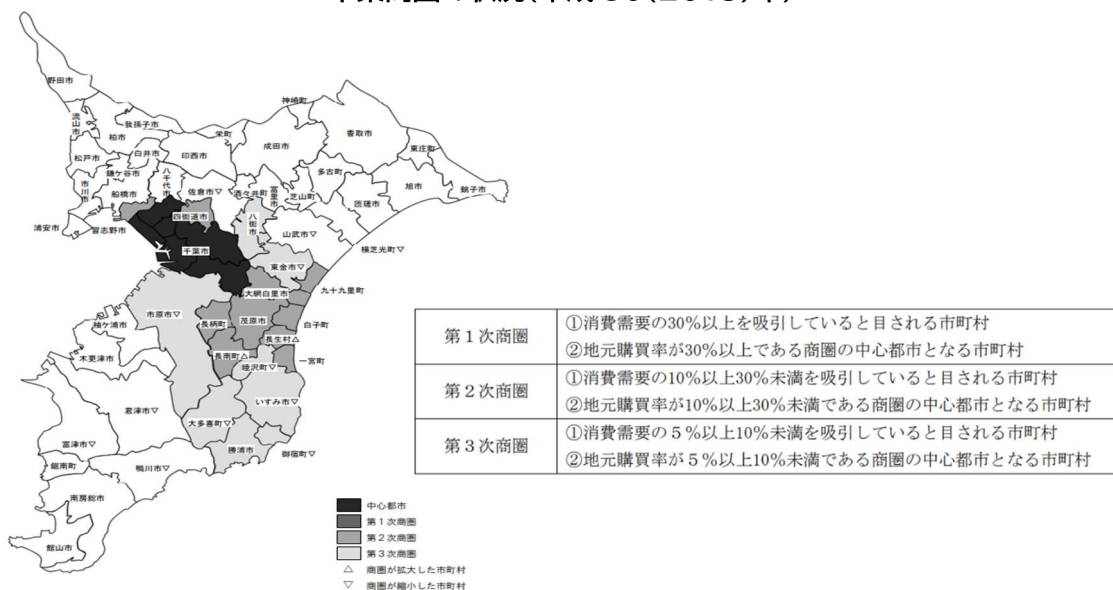 野田市
流山市
我孫子市
柏市
松戸市
鎌ケ谷市
白井市
印西市
栄町
神崎町
成田市
香取市
東庄町
多古町
旭市
銚子市
市川市
船橋市
八千代市
佐倉市▽
酒々井町
富里市
芝山町
匝瑳市
浦安市
習志野市
四街道市
八街市
山武市▽
横芝光町▽
千葉市
東金市▽
大網白里市
九十九里町
市原市▽
袖ケ浦市
長柄町
茂原市
白子町
長生村△
木更津市
長南町△
一宮町
睦沢町▽
君津市▽
いすみ市▽
大多喜町▽
富津市▽
勝浦市
御宿町▽
鋸南町
鴨川市▽
南房総市
館山市
中心都市
第1次商圏
第2次商圏
第3次商圏
△ 商圏が拡大した市町村
▽ 商圏が縮小した市町村
第1次商圏
①消費需要の30%以上を吸引していると目される市町村
②地元購買率が30%以上である商圏の中心都市となる市町村
第2次商圏
①消費需要の10%以上30%未満を吸引していると目される市町村
②地元購買率が10%以上30%未満である商圏の中心都市となる市町村
第3次商圏
①消費需要の5%以上10%未満を吸引していると目される市町村
②地元購買率が5%以上10%未満である商圏の中心都市となる市町村